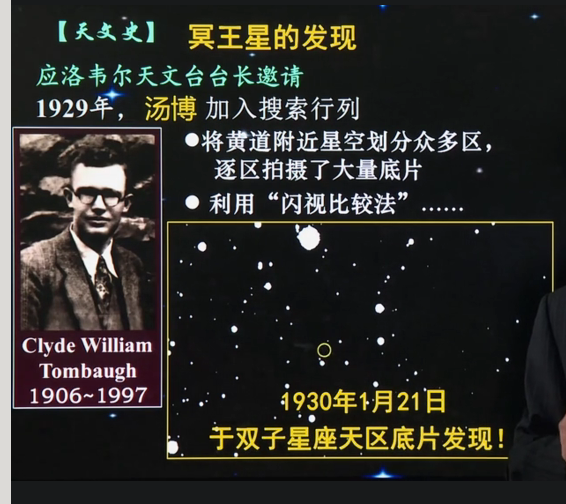 【天文史】 冥王星的发现
应洛韦尔天文台台长邀请
1929年，汤博 加入搜索行列
●将黄道附近星空划分众多区，
逐区拍摄了大量底片
● 利用“闪视比较法”……
Clyde William
Tombaugh
1906~1997
1930年1月21日
于双子星座天区底片发现！